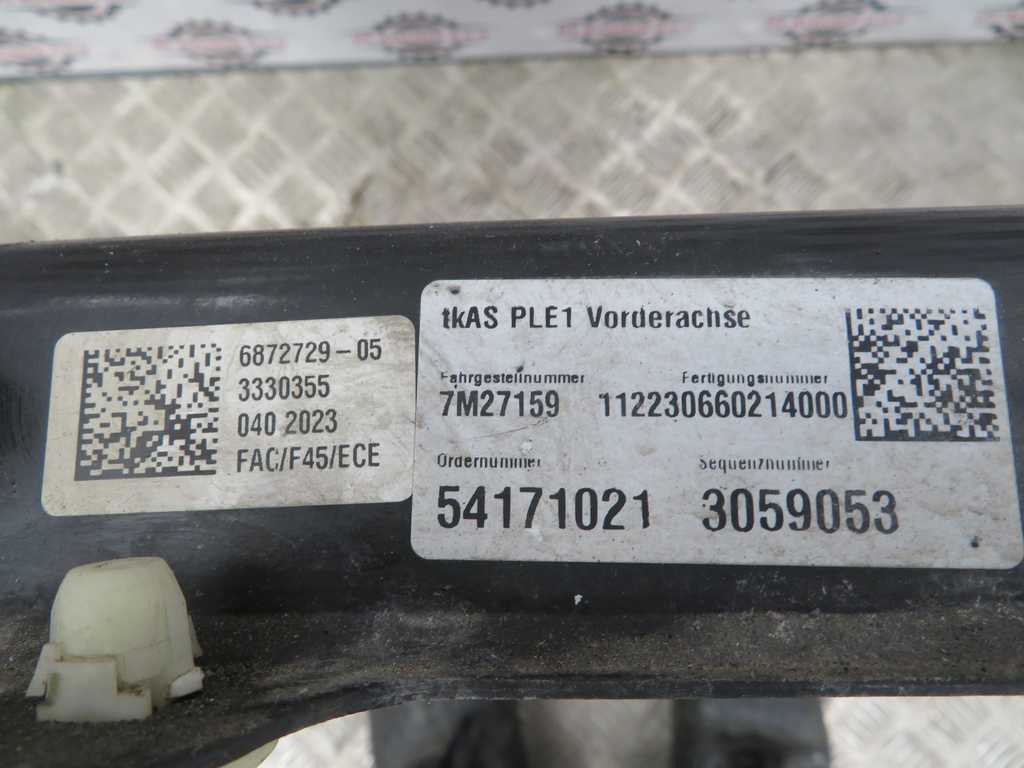 6872729-05
3330355
040 2023
FAC/F45/ECE
tkAS PLE1 Vorderachse
Fahrgestellnummer Fertigungsnummer
7M27159 112230660214000
Ordernummer Sequenznummer
54171021 3059053